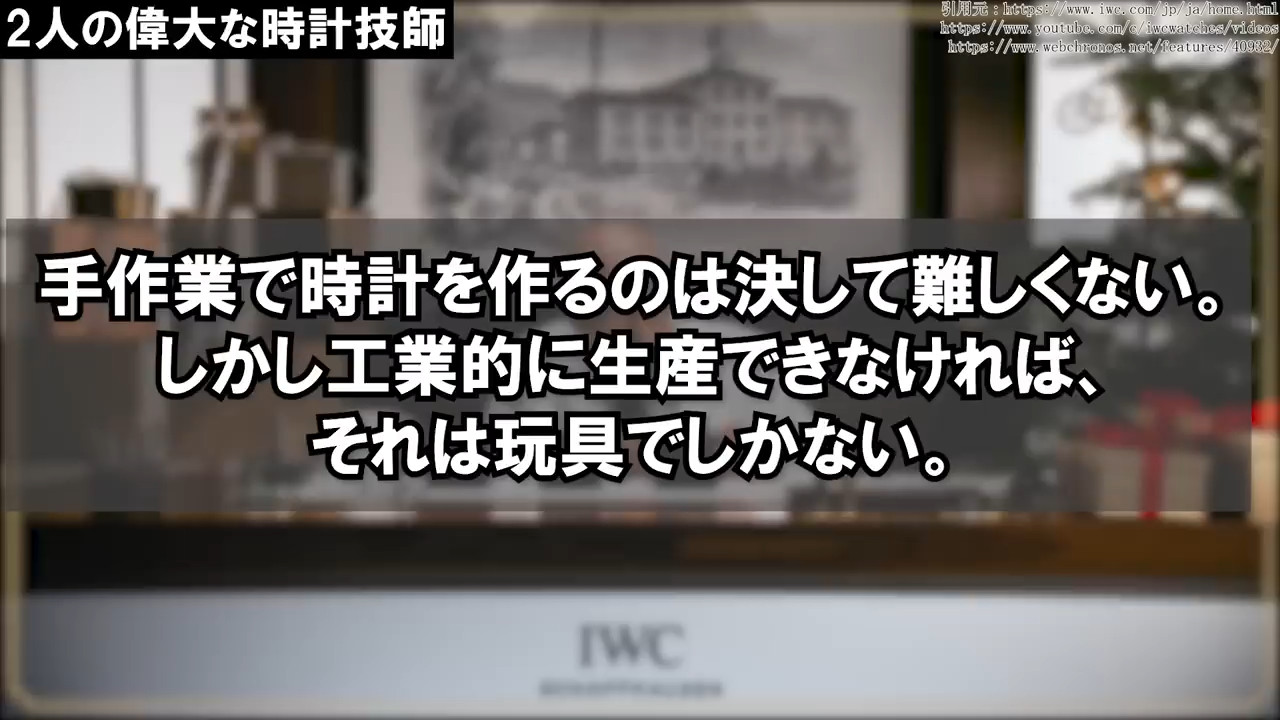 2人の偉大な時計技師
引用元：https://www.iwc.com/jp/ja/home.html
https://www.youtube.com/c/iwcwatches/videos
https://www.webchronos.net/features/40932/
手作業で時計を作るのは決して難しくない。
しかし工業的に生産できなければ、
それは玩具でしかない。
IWC
SCHAFFHAUSEN